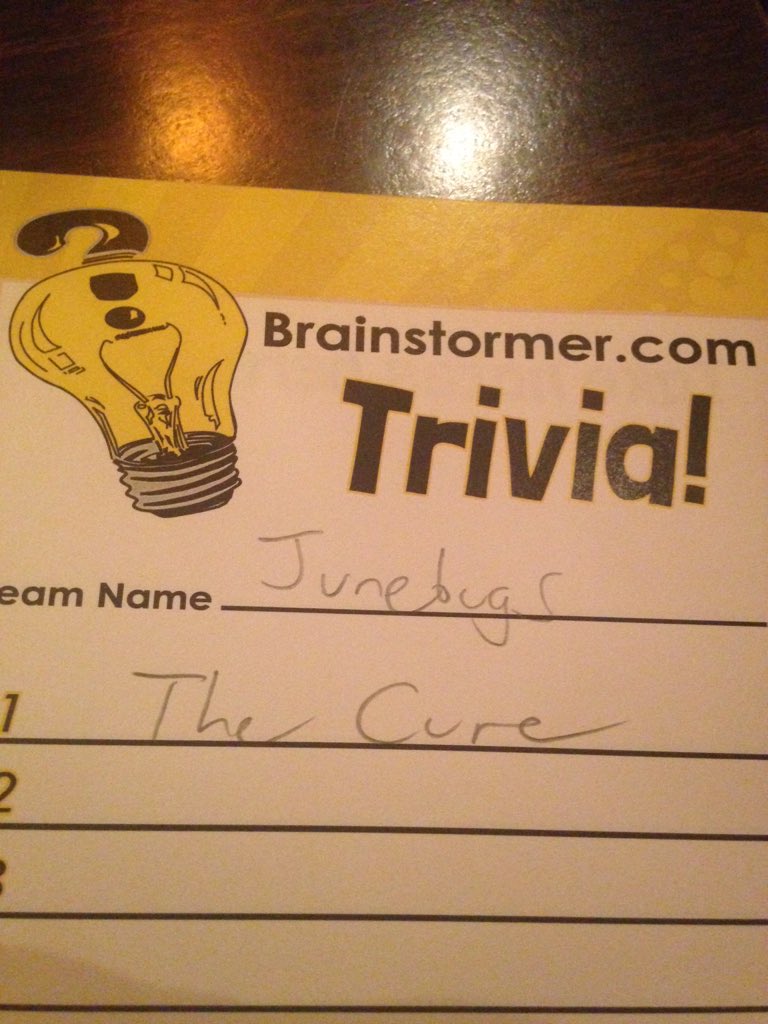 ?
Brainstormer.com
Trivia!
eam Name Junebugs
1 The Cure
2
3